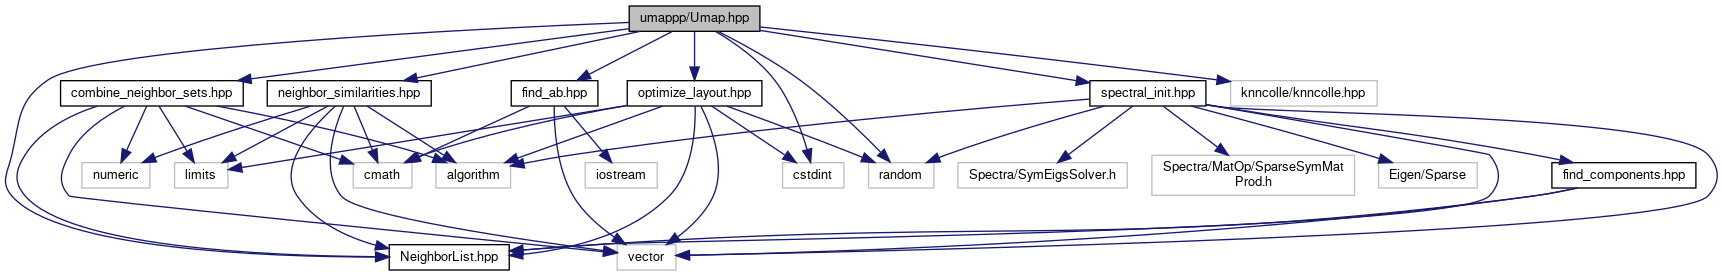 umappp/Umap.hpp
combine_neighbor_sets.hpp
neighbor_similarities.hpp
find_ab.hpp
optimize_layout.hpp
spectral_init.hpp
knncolle/knncolle.hpp
numeric
limits
cmath
algorithm
iostream
cstdint
random
Spectra/SymEigsSolver.h
Spectra/MatOp/SparseSymMat
Prod.h
Eigen/Sparse
find_components.hpp
NeighborList.hpp
vector